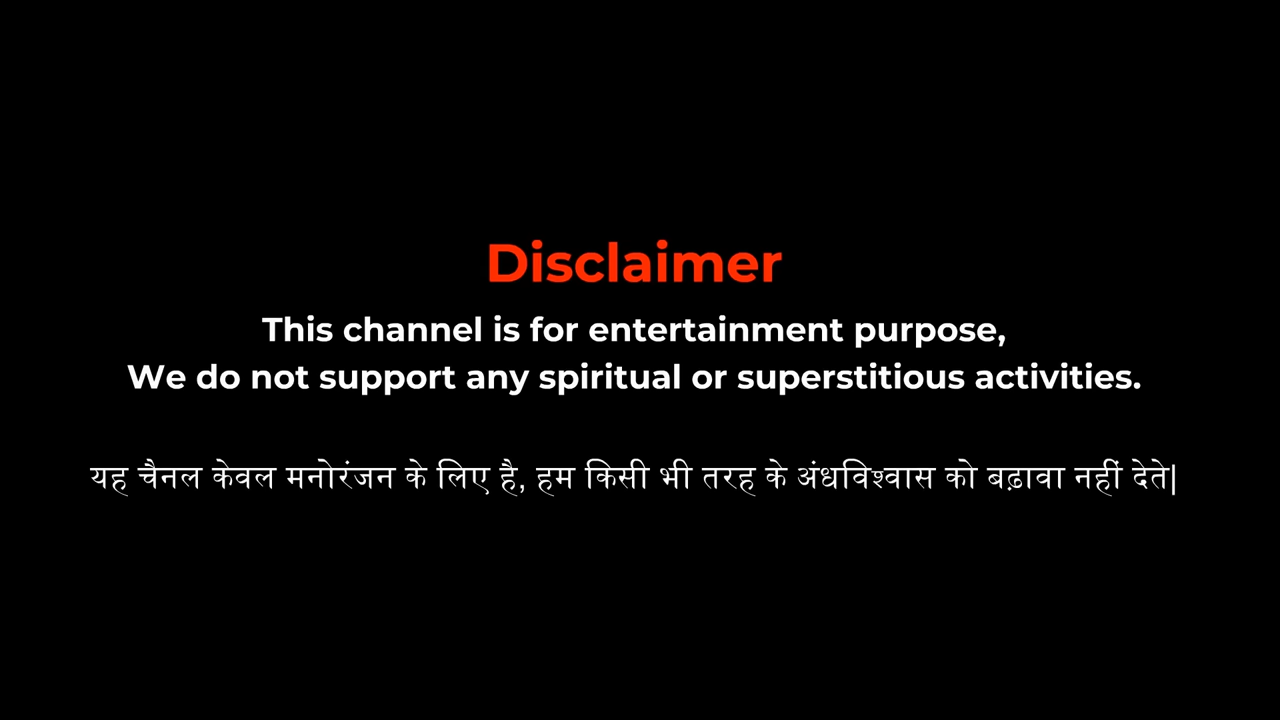 Disclaimer
This channel is for entertainment purpose,
We do not support any spiritual or superstitious activities.
यह चैनल केवल मनोरंजन के लिए है, हम किसी भी तरह के अंधविश्वास को बढ़ावा नहीं देते|